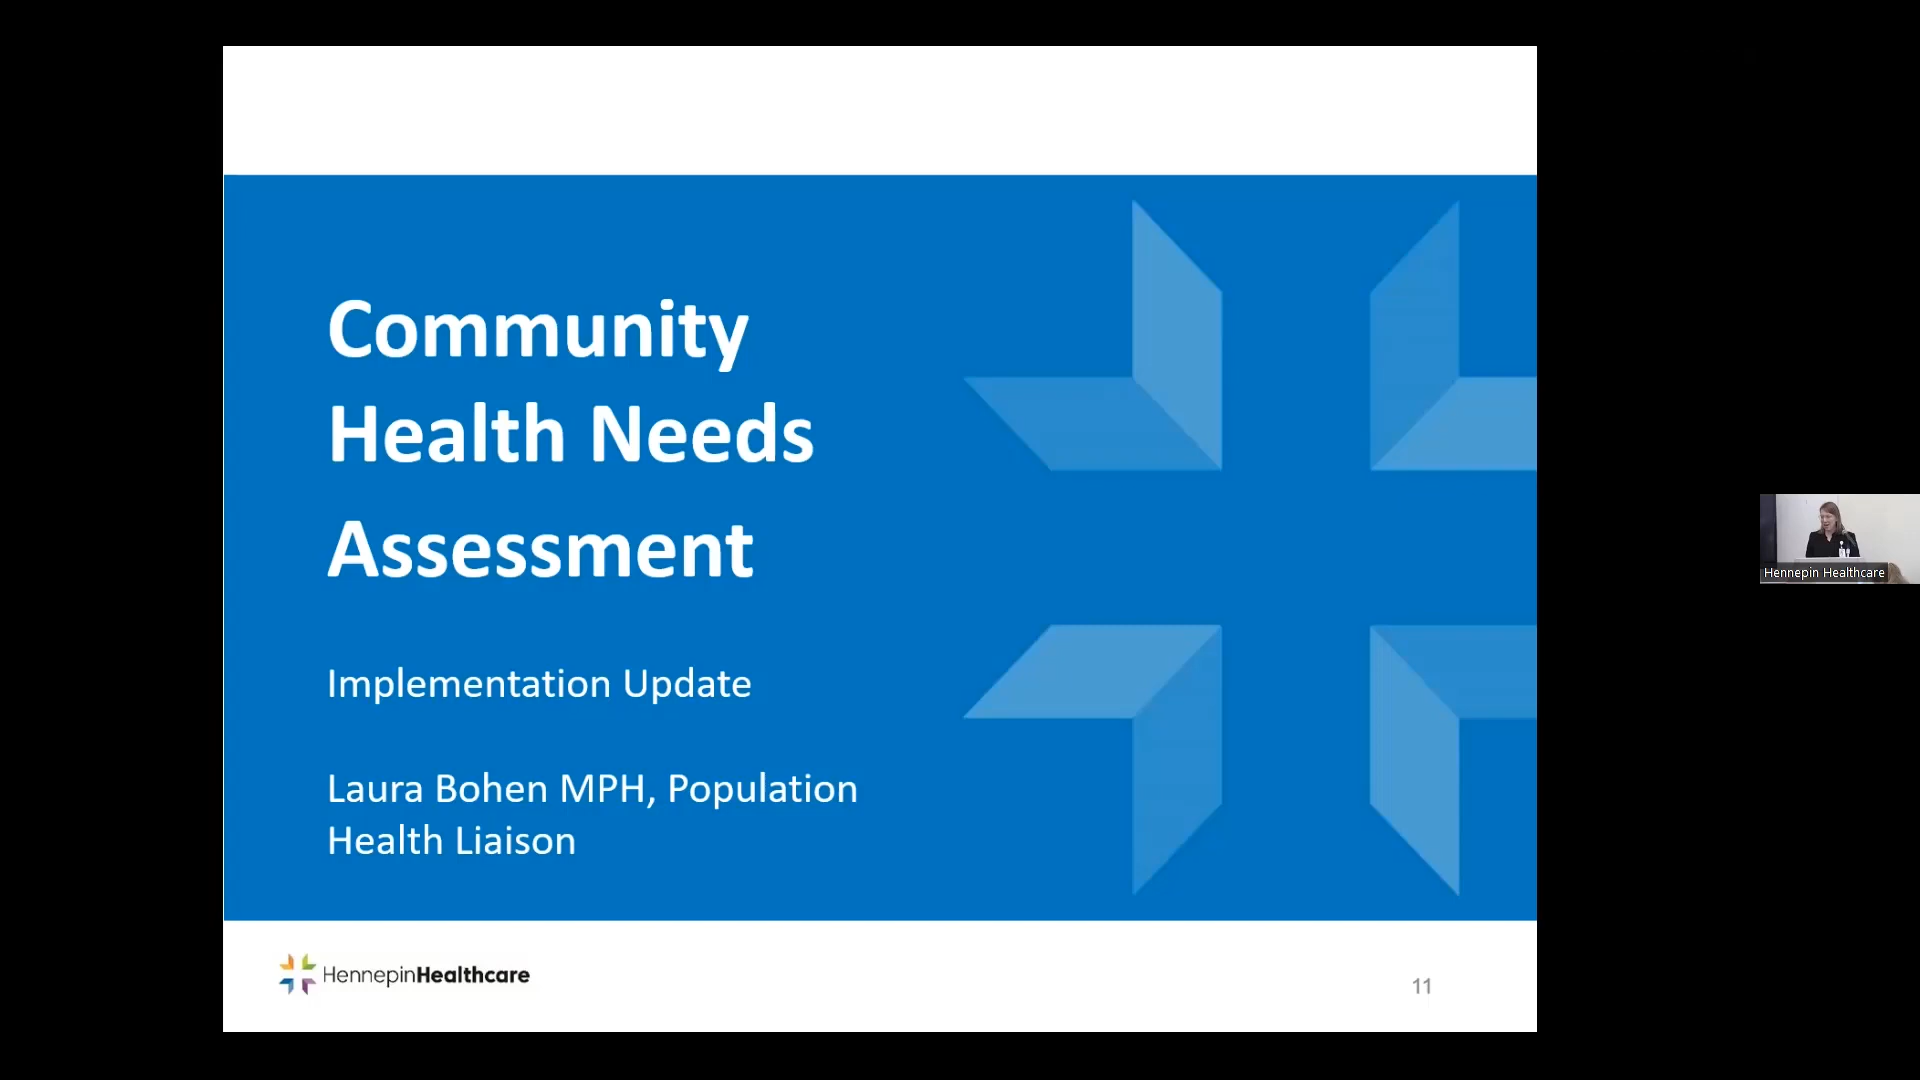 Community
Health Needs
Assessment
Implementation Update
Laura Bohen MPH, Population
Health Liaison
HennepinHealthcare
11
Hennepin Healthcare